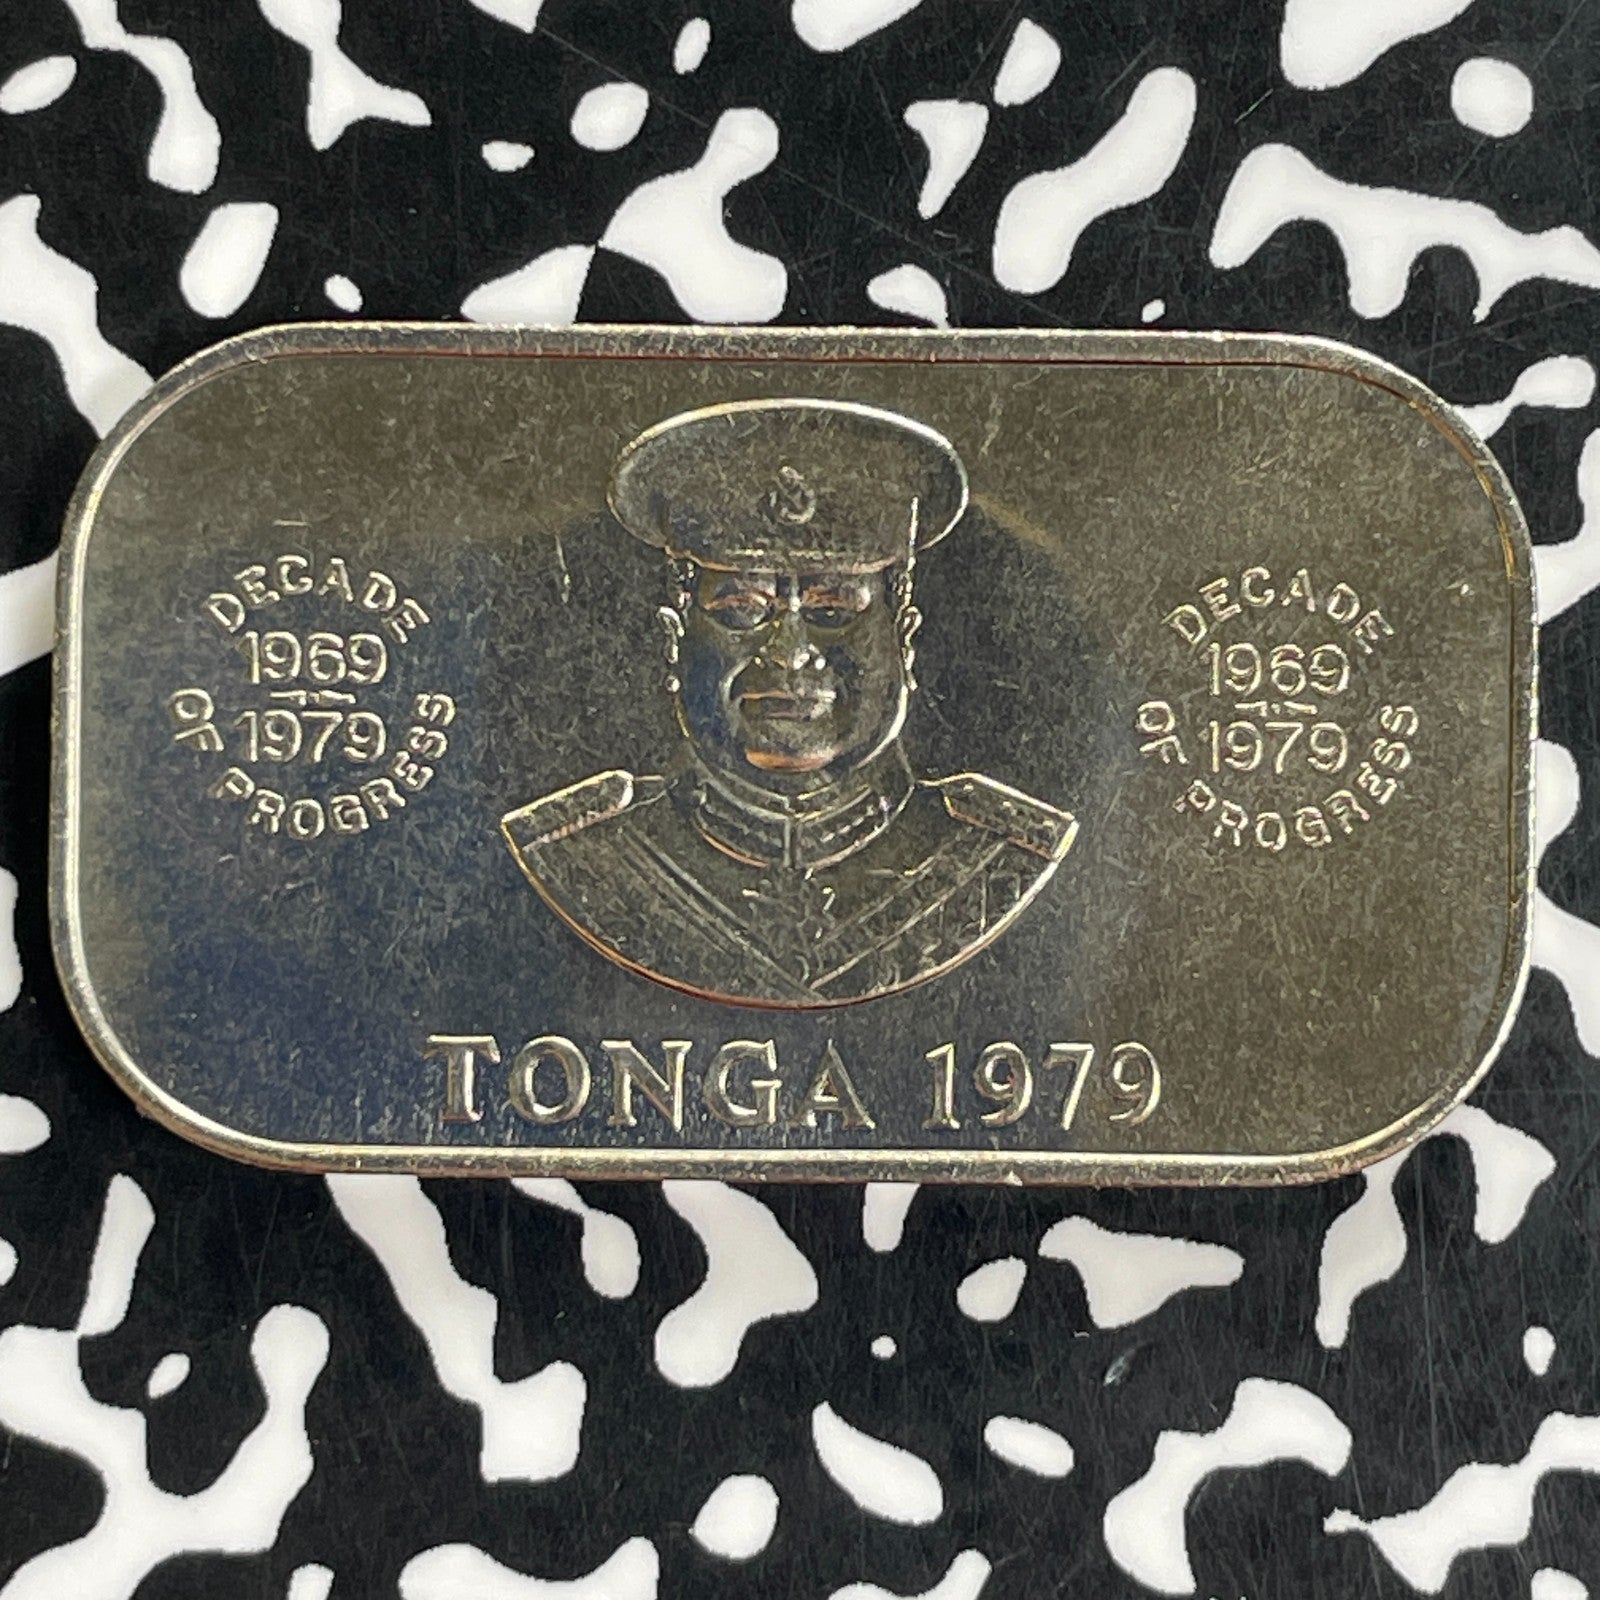 DECADE
1969
1979
OF PROGRESS
DECADE
1969
1979
OF PROGRESS
TONGA 1979